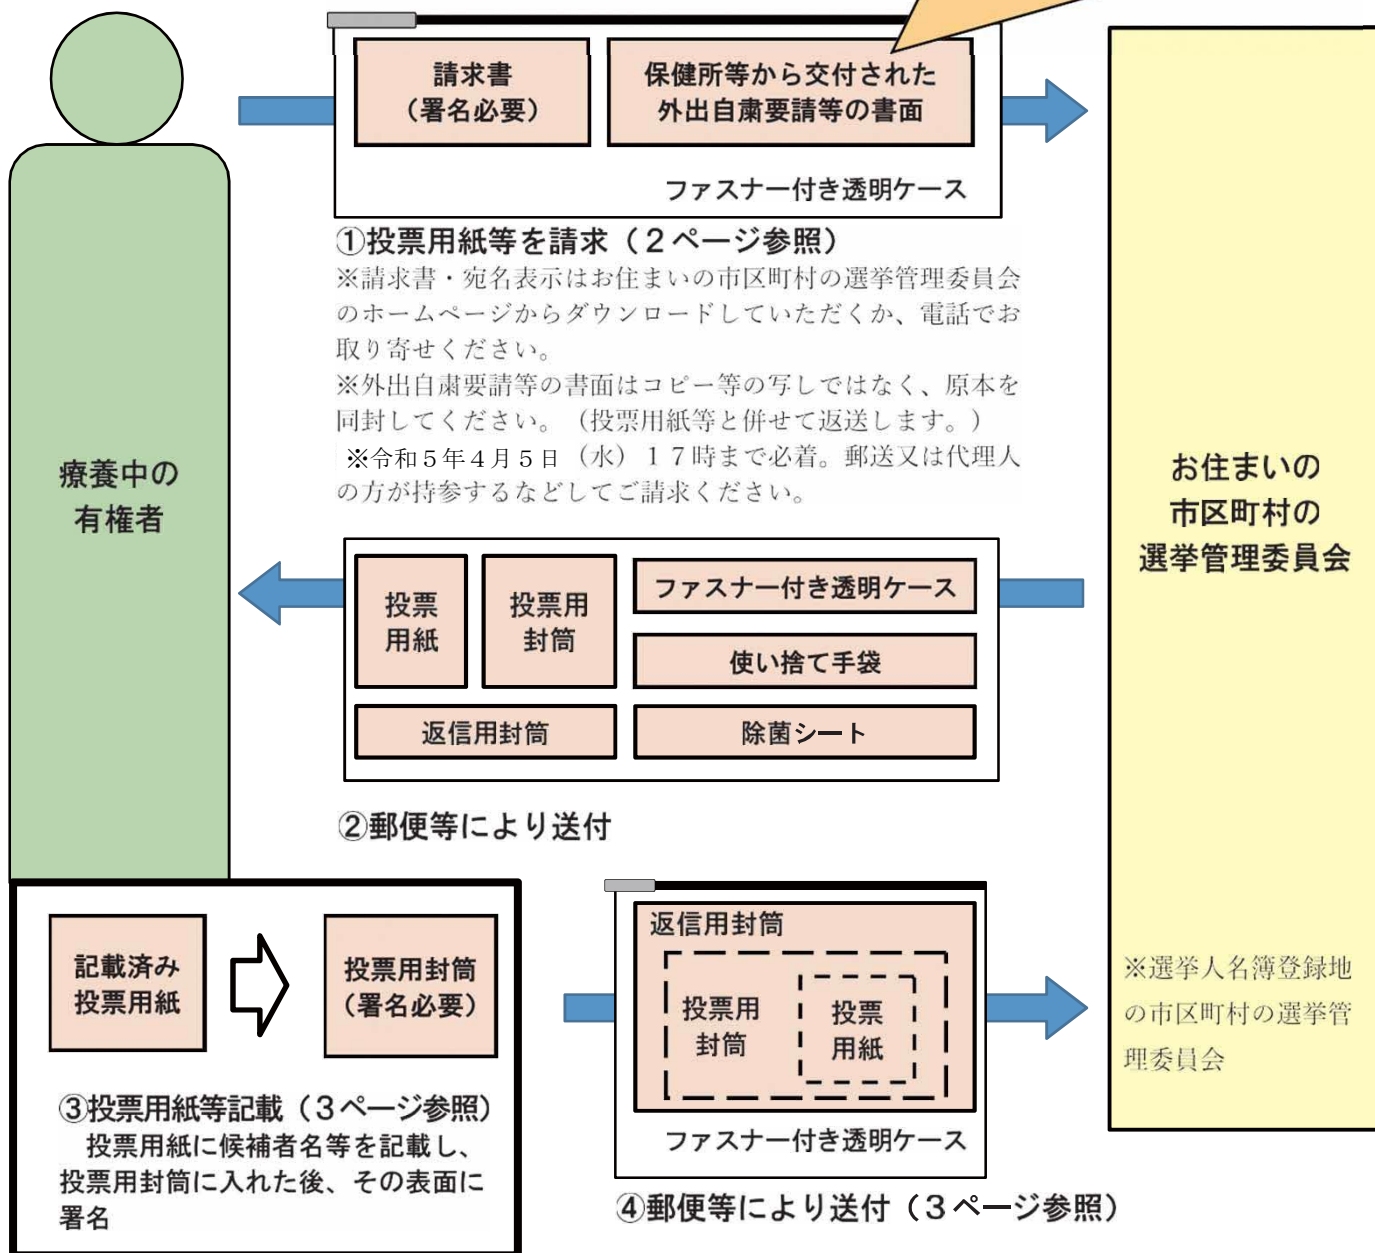 請求書
（署名必要）
保健所等から交付された
外出自粛要請等の書面
ファスナー付き透明ケース
①投票用紙等を請求（２ページ参照）
※請求書・宛名表示はお住まいの市区町村の選挙管理委員会
のホームページからダウンロードしていただくか、電話でお
取り寄せください。
※外出自粛要請等の書面はコピー等の写しではなく、原本を
同封してください。（投票用紙等と併せて返送します。）
※令和５年４月５日（水）１７時まで必着。郵送又は代理人
の方が持参するなどしてご請求ください。
療養中の
有権者
お住まいの
市区町村の
選挙管理委員会
投票
用紙
投票用
封筒
ファスナー付き透明ケース
使い捨て手袋
返信用封筒
除菌シート
②郵便等により送付
記載済み
投票用紙
投票用封筒
（署名必要）
③投票用紙等記載（３ページ参照）
投票用紙に候補者名等を記載し、
投票用封筒に入れた後、その表面に
署名
返信用封筒
投票用
封筒
投票
用紙
ファスナー付き透明ケース
④郵便等により送付（３ページ参照）
※選挙人名簿登録地
の市区町村の選挙管
理委員会